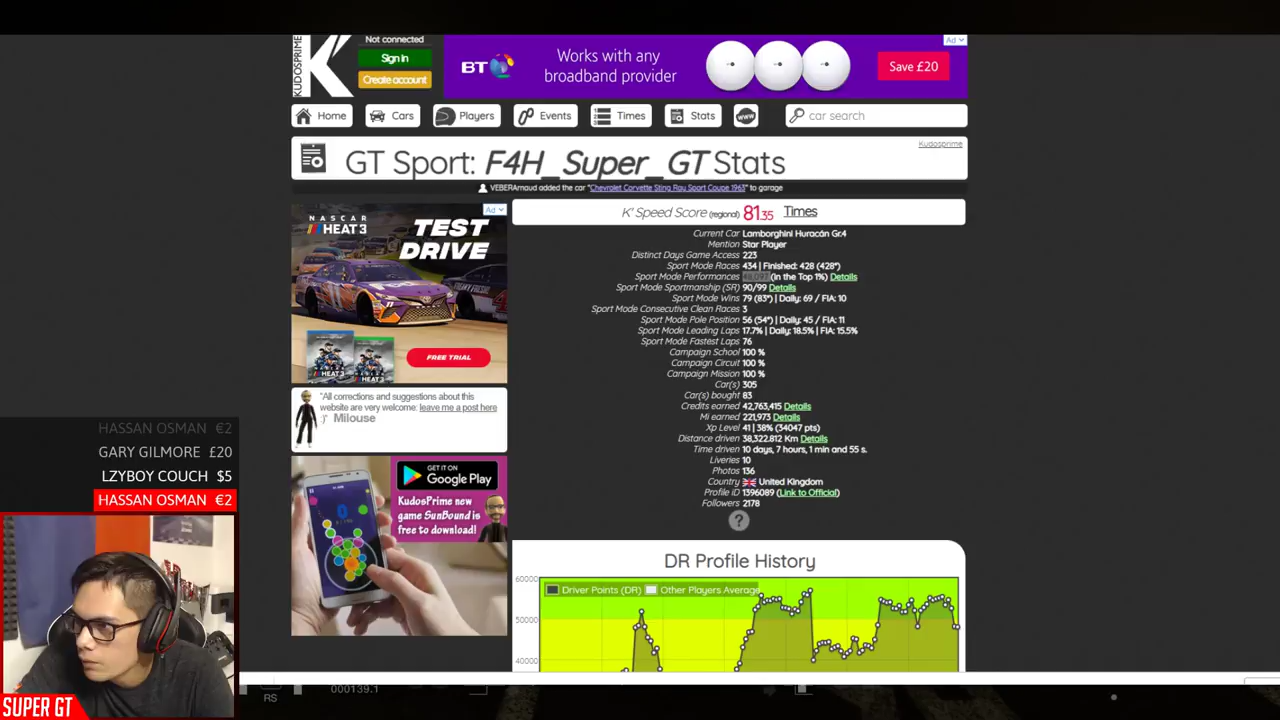 KUDOSPRIME
K
Not connected
Sign In
Create account
BT
Works with any
broadband provider
Save £20
Ad
Home
Cars
Players
Events
Times
Stats
www
car search
GT Sport: F4H_Super_GT Stats
Kudosprime
VEBERArnaud added the car "Chevrolet Corvette Sting Ray Sport Coupe 1963" to garage
Ad
NASCAR
HEAT 3
TEST
DRIVE
FREE TRIAL
"All corrections and suggestions about this
website are very welcome: leave me a post here
:)" Milouse
GET IT ON
Google Play
KudosPrime new
game SunBound is
free to download!
K' Speed Score (regional) 81.35 Times
Current Car Lamborghini Huracán Gr.4
Mention Star Player
Distinct Days Game Access 223
Sport Mode Races 434 | Finished: 428 (428*)
Sport Mode Performances (in the Top 1%) Details
Sport Mode Sportmanship (SR) 90/99 Details
Sport Mode Wins 79 (83*) | Daily: 69 / FIA: 10
Sport Mode Consecutive Clean Races 3
Sport Mode Pole Position 56 (54*) | Daily: 45 / FIA: 11
Sport Mode Leading Laps 17.7% | Daily: 18.5% | FIA: 15.5%
Sport Mode Fastest Laps 76
Campaign School 100 %
Campaign Circuit 100 %
Campaign Mission 100 %
Car(s) 305
Car(s) bought 83
Credits earned 42,763,415 Details
Mi earned 221,973 Details
Xp Level 41 | 38% (34047 pts)
Distance driven 38,322.812 Km Details
Time driven 10 days, 7 hours, 1 min and 55 s.
Liveries 10
Photos 136
Country United Kingdom
Profile ID 1396089 (Link to Official)
Followers 2178
?
DR Profile History
60000
Driver Points (DR) Other Players Average
50000
40000
HASSAN OSMAN €2
GARY GILMORE £20
LZYBOY COUCH $5
HASSAN OSMAN €2
SUPER GT
RS
000139.1